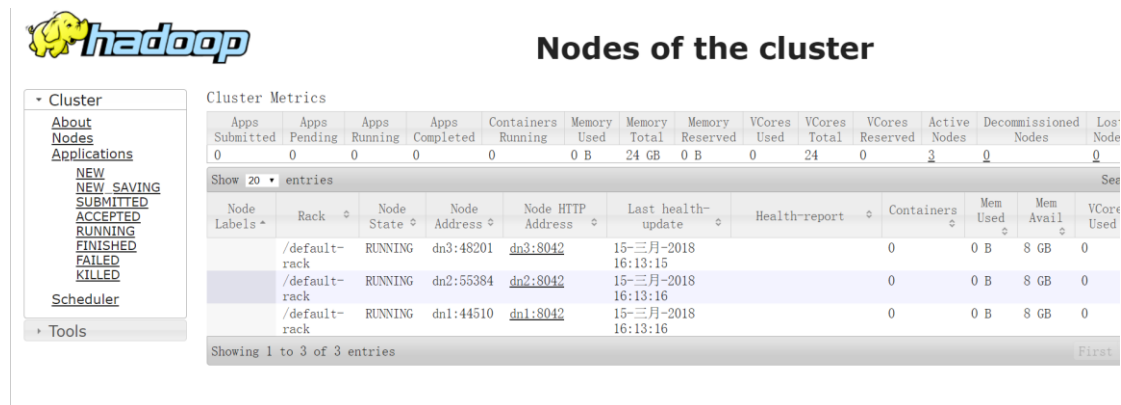 hadoop
Nodes of the cluster
Cluster
About
Nodes
Applications
NEW
NEW_SAVING
SUBMITTED
ACCEPTED
RUNNING
FINISHED
FAILED
KILLED
Scheduler
Tools
Cluster Metrics
Apps Submitted Apps Pending Apps Running Apps Completed Containers Running Memory Used Memory Total Memory Reserved VCores Used VCores Total VCores Reserved Active Nodes Decommissioned Nodes Lost Node
0 0 0 0 0 0 B 24 GB 0 B 0 24 0 3 0 0
Show 20 entries Sea
Node Labels Rack Node State Node Address Node HTTP Address Last health-update Health-report Containers Mem Used Mem Avail VCore Used
/default-rack RUNNING dn3:48201 dn3:8042 15-三月-2018 16:13:15 0 0 B 8 GB 0
/default-rack RUNNING dn2:55384 dn2:8042 15-三月-2018 16:13:16 0 0 B 8 GB 0
/default-rack RUNNING dn1:44510 dn1:8042 15-三月-2018 16:13:16 0 0 B 8 GB 0
Showing 1 to 3 of 3 entries First